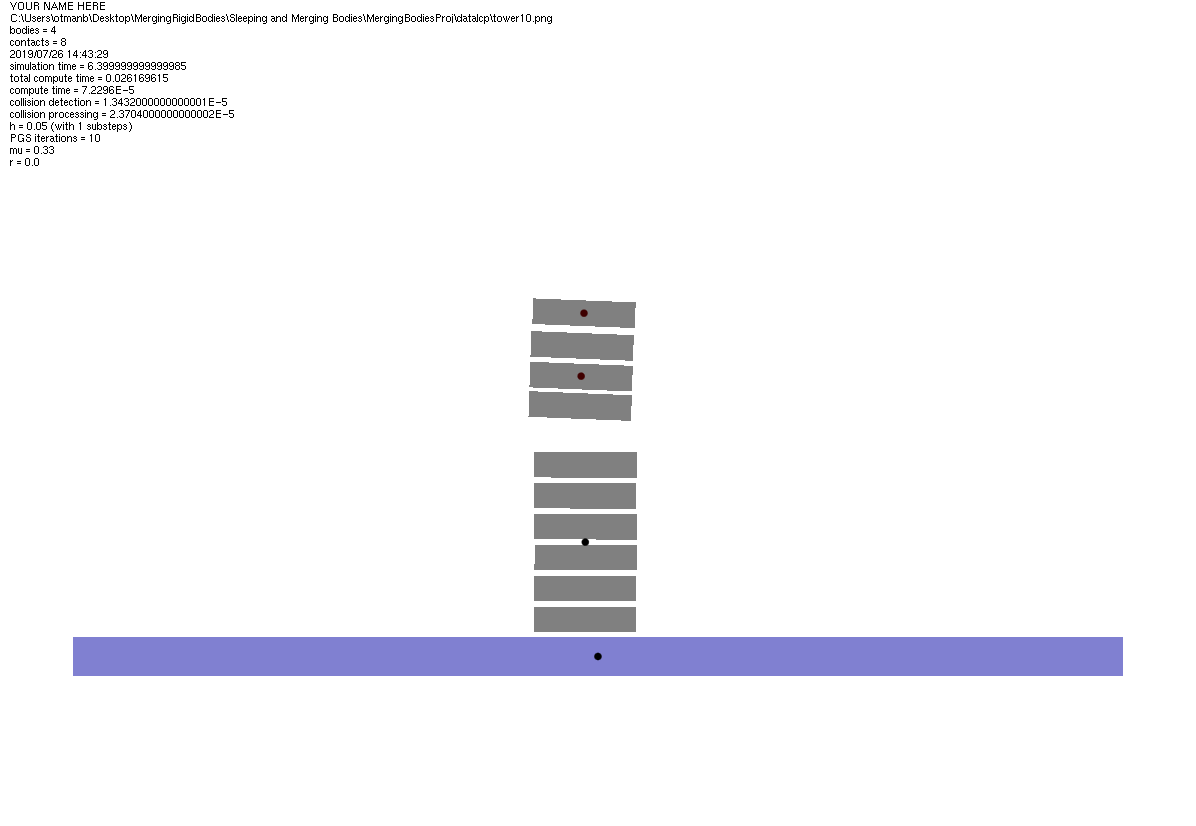 YOUR NAME HERE
C:\Users\otmanb\Desktop\MergingRigidBodies\Sleeping and Merging Bodies\MergingBodiesProj\datalcp\tower10.png
bodies = 4
contacts = 8
2019/07/26 14:43:29
simulation time = 6.399999999999985
total compute time = 0.026169615
compute time = 7.2296E-5
collision detection = 1.3432000000000001E-5
collision processing = 2.3704000000000002E-5
h = 0.05 (with 1 substeps)
PGS iterations = 10
mu = 0.33
r = 0.0